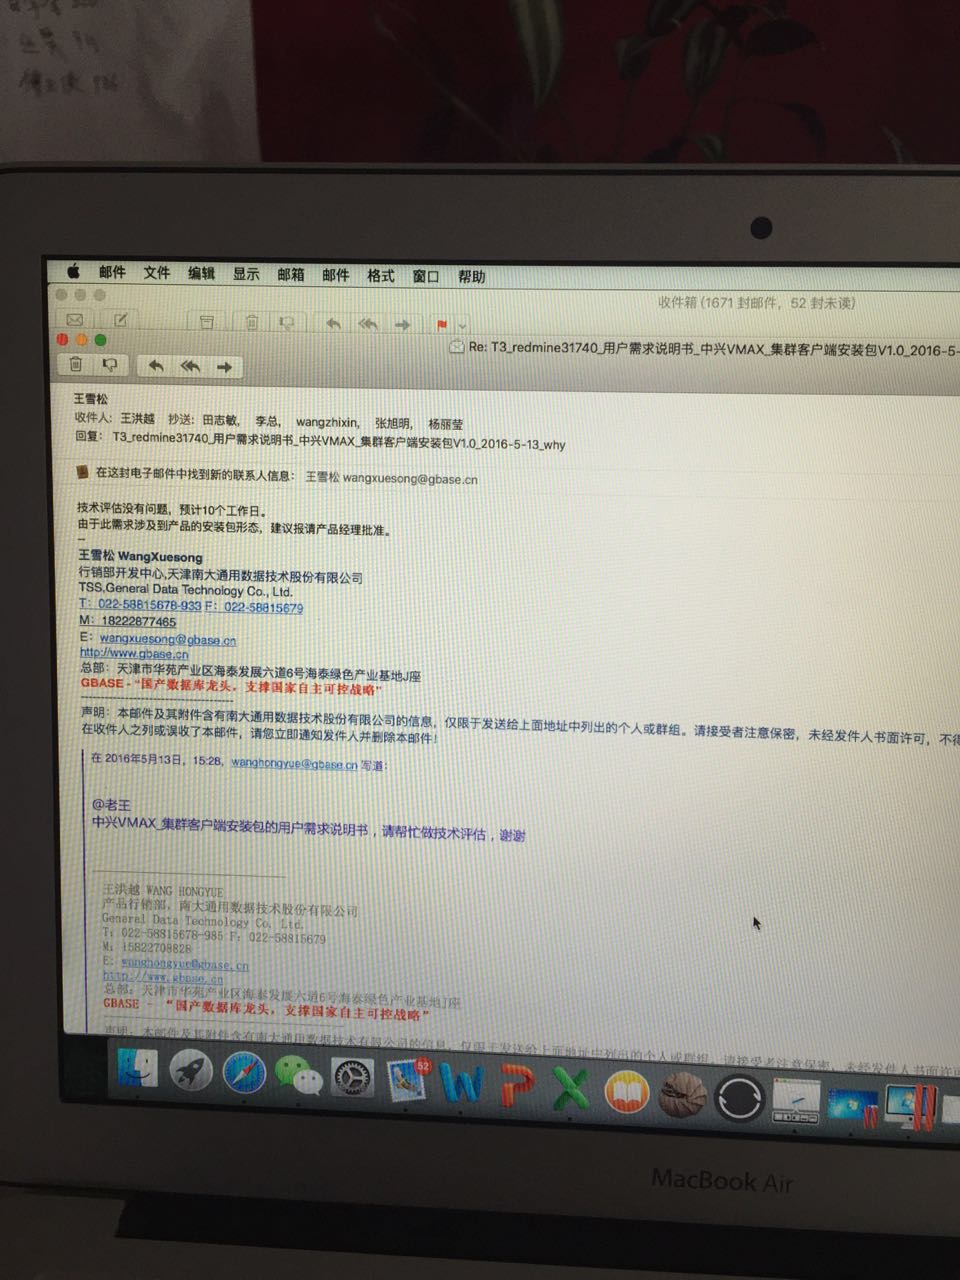 邮件 文件 编辑 显示 邮箱 邮件 格式 窗口 帮助
收件箱 (1671 封邮件，52 封未读)
Re: T3_redmine31740_用户需求说明书_中兴VMAX_集群客户端安装包V1.0_2016-5-
王雪松
收件人： 王洪越 抄送： 田志敏， 李总， wangzhixin， 张旭明， 杨丽莹
回复： T3_redmine31740_用户需求说明书_中兴VMAX_集群客户端安装包V1.0_2016-5-13_why
在这封电子邮件中找到新的联系人信息： 王雪松 wangxuesong@gbase.cn
技术评估没有问题，预计10个工作日。
由于此需求涉及到产品的安装包形态，建议报请产品经理批准。
--
王雪松 WangXuesong
行销部开发中心,天津南大通用数据技术股份有限公司
TSS,General Data Technology Co., Ltd.
T：022-58815678-933 F：022-58815679
M：18222877465
E：wangxuesong@gbase.cn
http://www.gbase.cn
总部：天津市华苑产业区海泰发展六道6号海泰绿色产业基地J座
GBASE - “国产数据库龙头，支撑国家自主可控战略”
声明：本邮件及其附件含有南大通用数据技术股份有限公司的信息，仅限于发送给上面地址中列出的个人或群组。请接受者注意保密，未经发件人书面许可，不得
在收件人之列或误收了本邮件，请您立即通知发件人并删除本邮件！
在 2016年5月13日，15:28，wanghongyue@gbase.cn 写道：
@老王
中兴VMAX_集群客户端安装包的用户需求说明书，请帮忙做技术评估，谢谢
王洪越 WANG HONGYUE
产品行销部，南大通用数据技术股份有限公司
General Data Technology Co. Ltd.
T：022-58815678-985 F：022-58815679
M：15822708828
E：wanghongyue@gbase.cn
http://www.gbase.cn
总部：天津市华苑产业区海泰发展六道6号海泰绿色产业基地J座
GBASE - “国产数据库龙头，支撑国家自主可控战略”
声明：本邮件及其附件含有南大通用数据技术有限公司的信息，仅限于发送给上面地址中列出的个人或群组。请接受者注意保密，未经发件人书面许可
52
MacBook Air